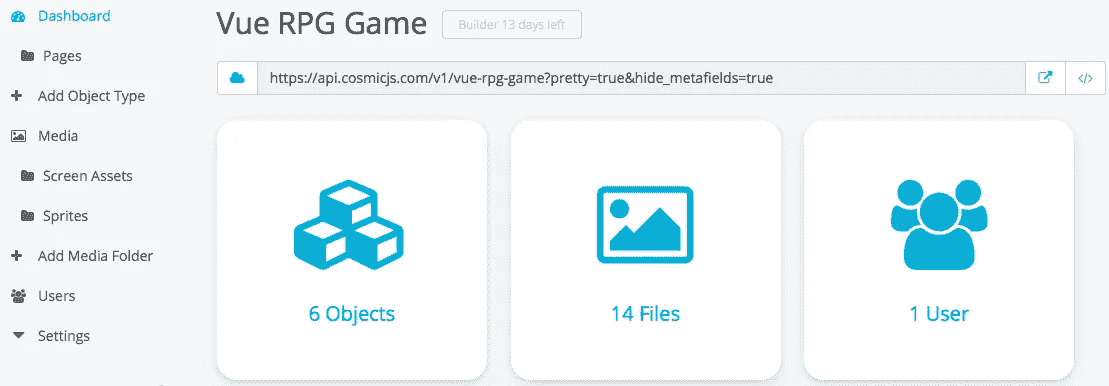 Dashboard
Pages
Add Object Type
Media
Screen Assets
Sprites
Add Media Folder
Users
Settings
Vue RPG Game
Builder 13 days left
https://api.cosmicjs.com/v1/vue-rpg-game?pretty=true&hide_metafields=true
</>
6 Objects
14 Files
1 User